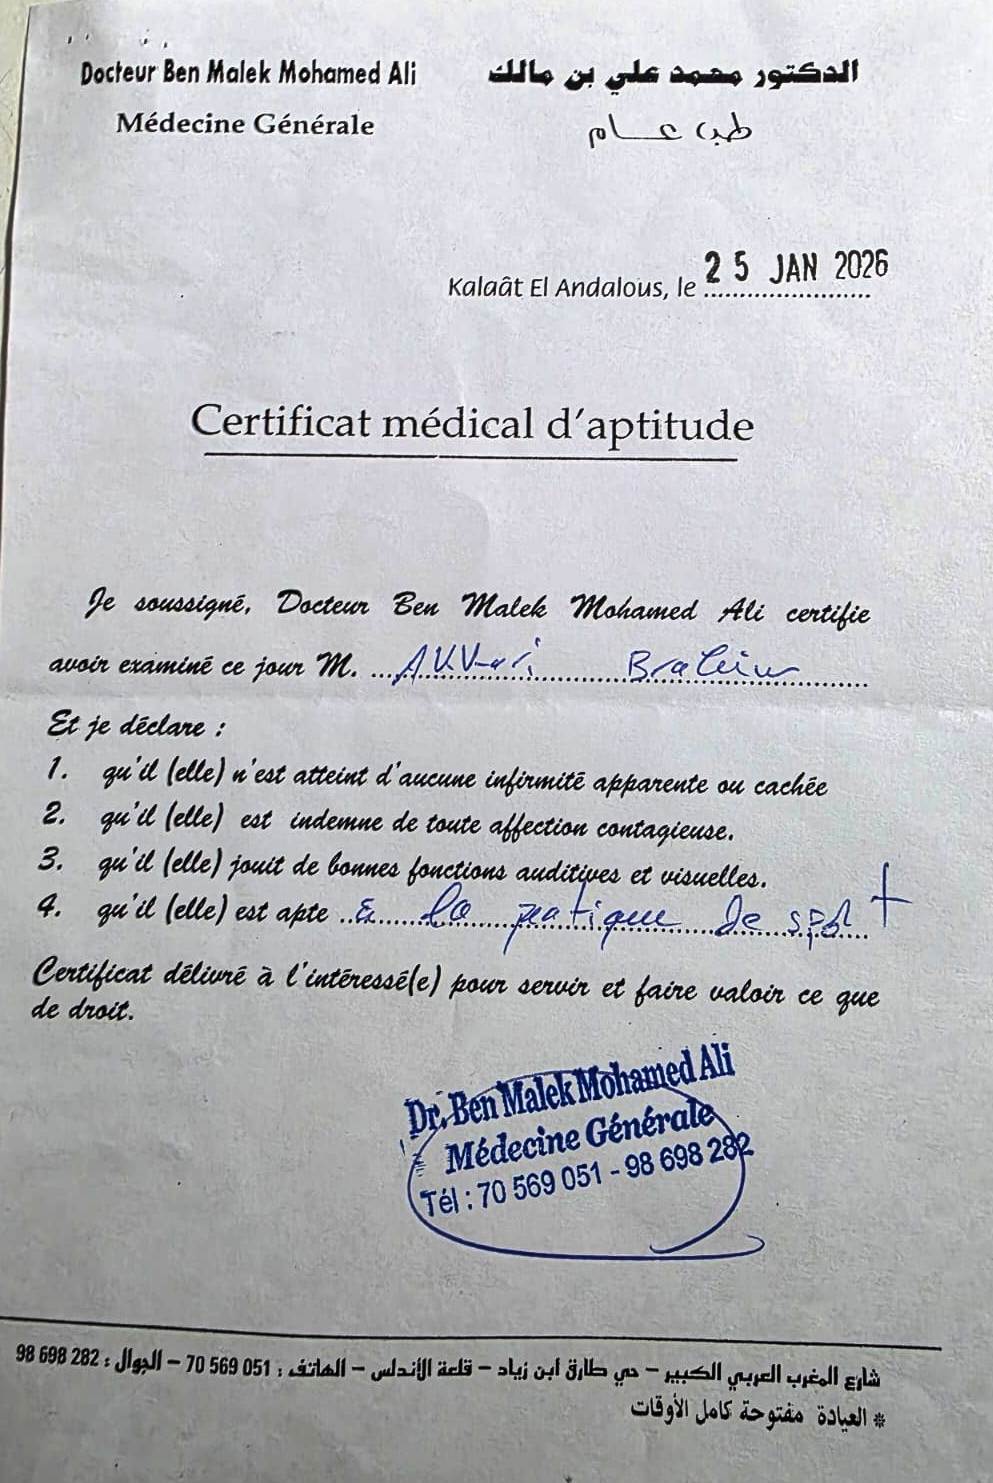 Docteur Ben Malek Mohamed Ali
Médecine Générale
الدكتور محمد علي بن مالك
طب عام
Kalaât El Andalous, le 25 JAN 2026
Certificat médical d'aptitude
Je soussigné, Docteur Ben Malek Mohamed Ali certifie
avoir examiné ce jour M. ... Brahim
Et je déclare :
1. qu'il (elle) n'est atteint d'aucune infirmité apparente ou cachée
2. qu'il (elle) est indemne de toute affection contagieuse.
3. qu'il (elle) jouit de bonnes fonctions auditives et visuelles.
4. qu'il (elle) est apte à la pratique de sport
Certificat délivré à l'intéressé(e) pour servir et faire valoir ce que
de droit.
Dr. Ben Malek Mohamed Ali
Médecine Générale
Tél : 70 569 051 - 98 698 282
شارع المغرب العربي الكبير – حي طارق ابن زياد – قلعة الأندلس – الهاتف : 051 569 70 – الجوال : 282 698 98
* العيادة مفتوحة كامل الأوقات